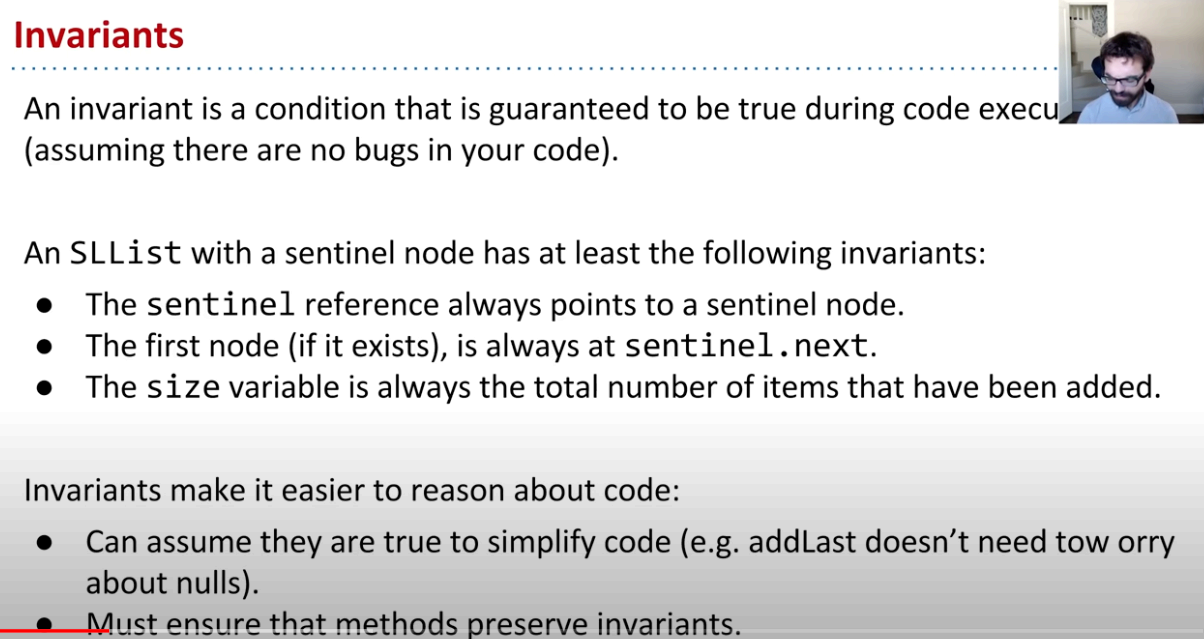 Invariants
An invariant is a condition that is guaranteed to be true during code execu
(assuming there are no bugs in your code).
An SLList with a sentinel node has at least the following invariants:
● The sentinel reference always points to a sentinel node.
● The first node (if it exists), is always at sentinel.next.
● The size variable is always the total number of items that have been added.
Invariants make it easier to reason about code:
● Can assume they are true to simplify code (e.g. addLast doesn’t need tow orry
about nulls).
● Must ensure that methods preserve invariants.